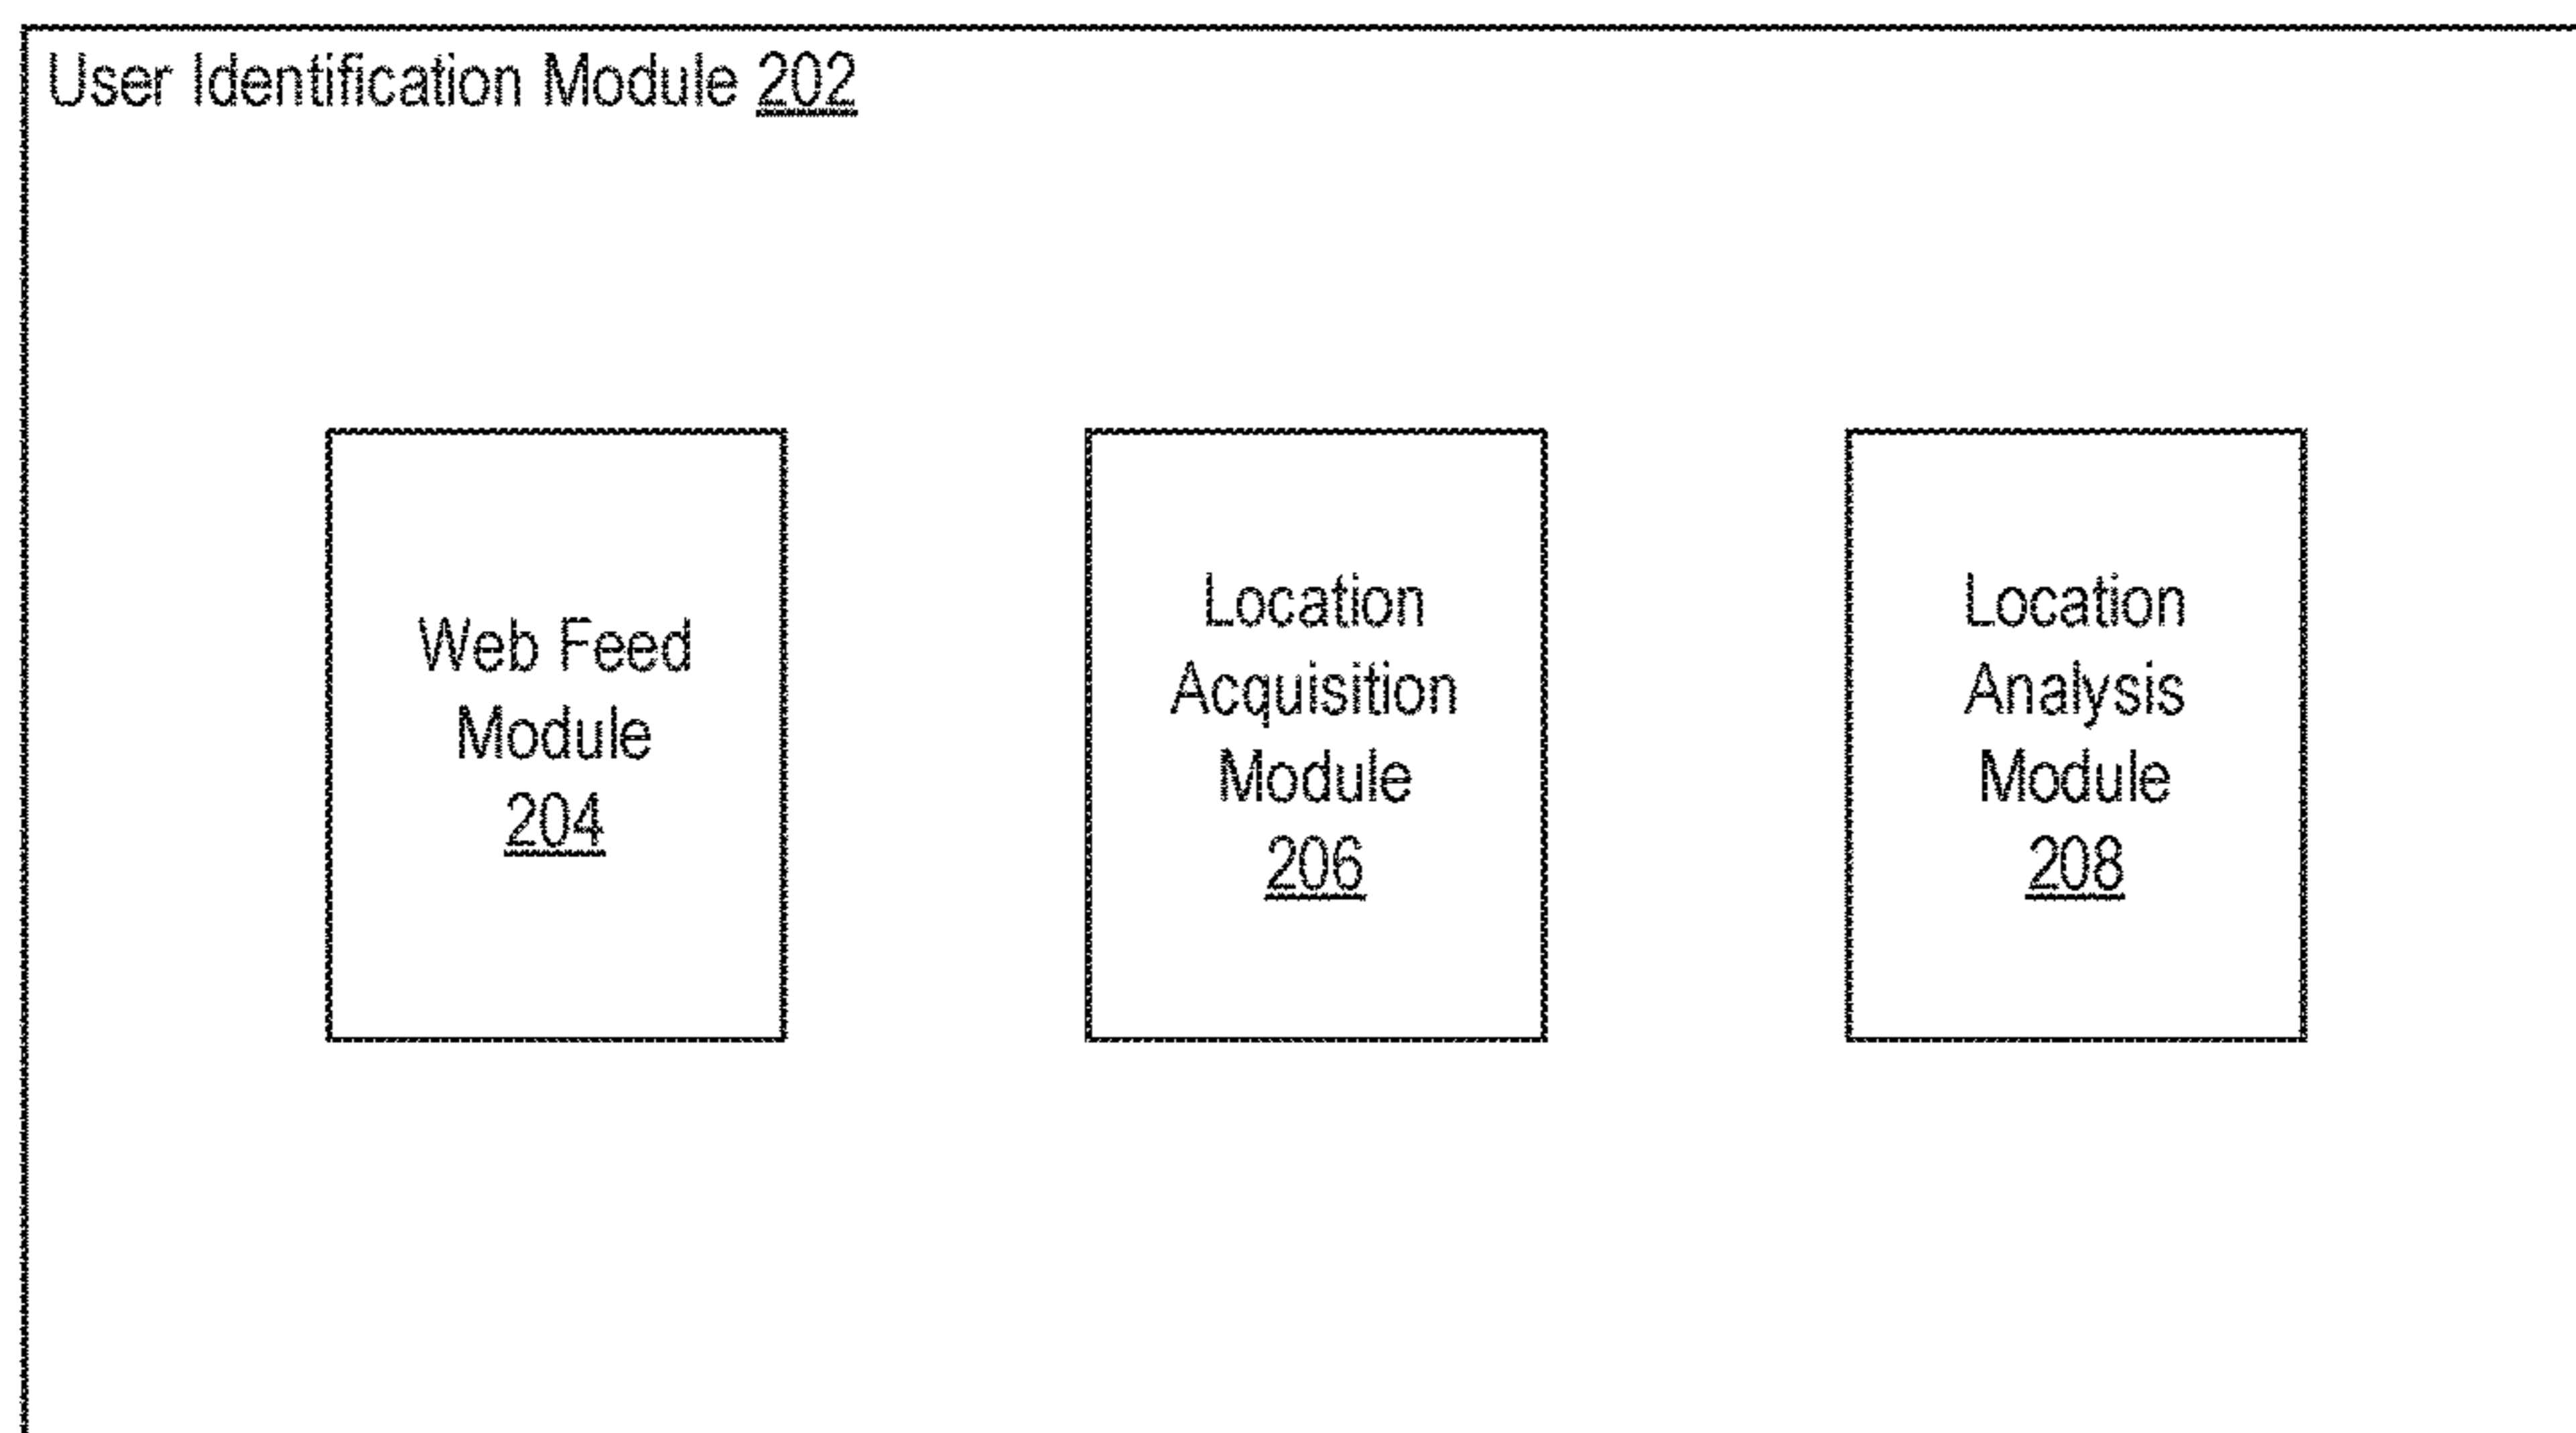 User Identification Module 202
Web Feed
Module
204
Location
Acquisition
Module
206
Location
Analysis
Module
208